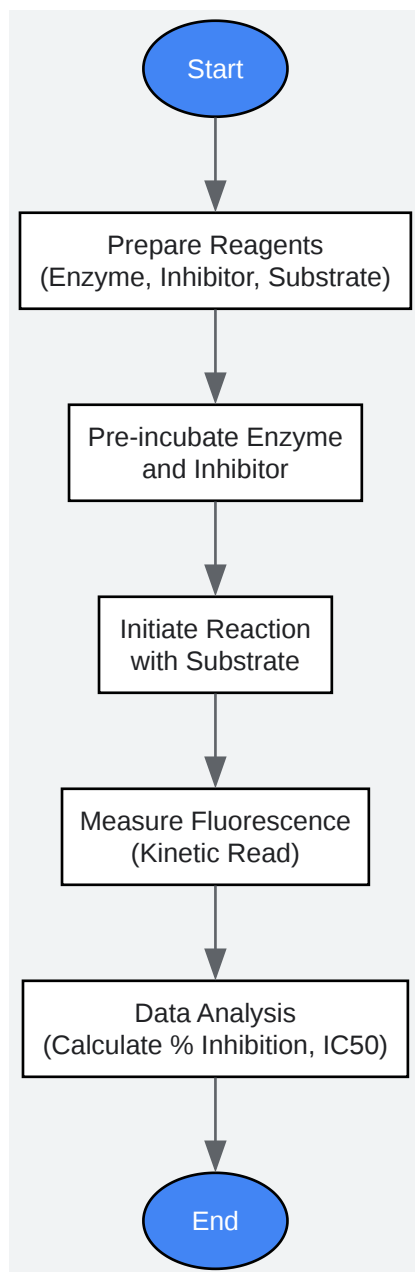 Start
Prepare Reagents
(Enzyme, Inhibitor, Substrate)
Pre-incubate Enzyme
and Inhibitor
Initiate Reaction
with Substrate
Measure Fluorescence
(Kinetic Read)
Data Analysis
(Calculate % Inhibition, IC50)
End